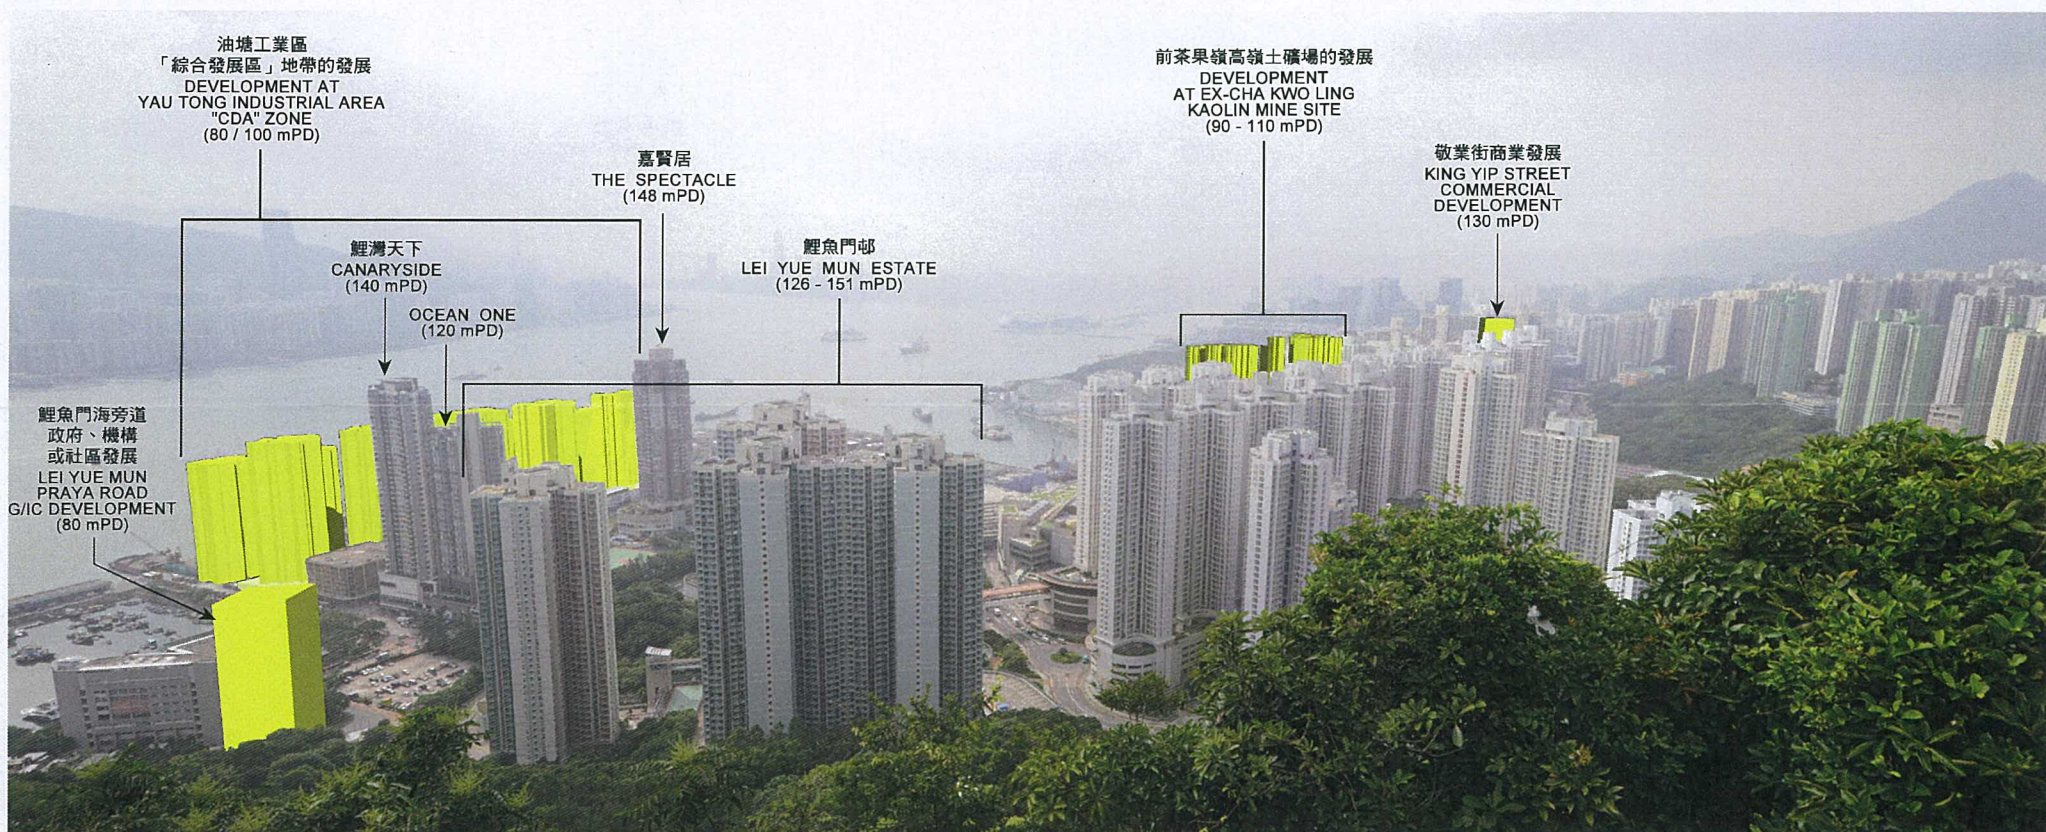 油塘工業區
「綜合發展區」地帶的發展
DEVELOPMENT AT
YAU TONG INDUSTRIAL AREA
"CDA" ZONE
(80 / 100 mPD)
嘉賢居
THE SPECTACLE
(148 mPD)
前茶果嶺高嶺土礦場的發展
DEVELOPMENT
AT EX-CHA KWO LING
KAOLIN MINE SITE
(90 - 110 mPD)
敬業街商業發展
KING YIP STREET
COMMERCIAL
DEVELOPMENT
(130 mPD)
鯉灣天下
CANARYSIDE
(140 mPD)
OCEAN ONE
(120 mPD)
鯉魚門邨
LEI YUE MUN ESTATE
(126 - 151 mPD)
鯉魚門海旁道
政府、機構
或社區發展
LEI YUE MUN
PRAYA ROAD
G/IC DEVELOPMENT
(80 mPD)